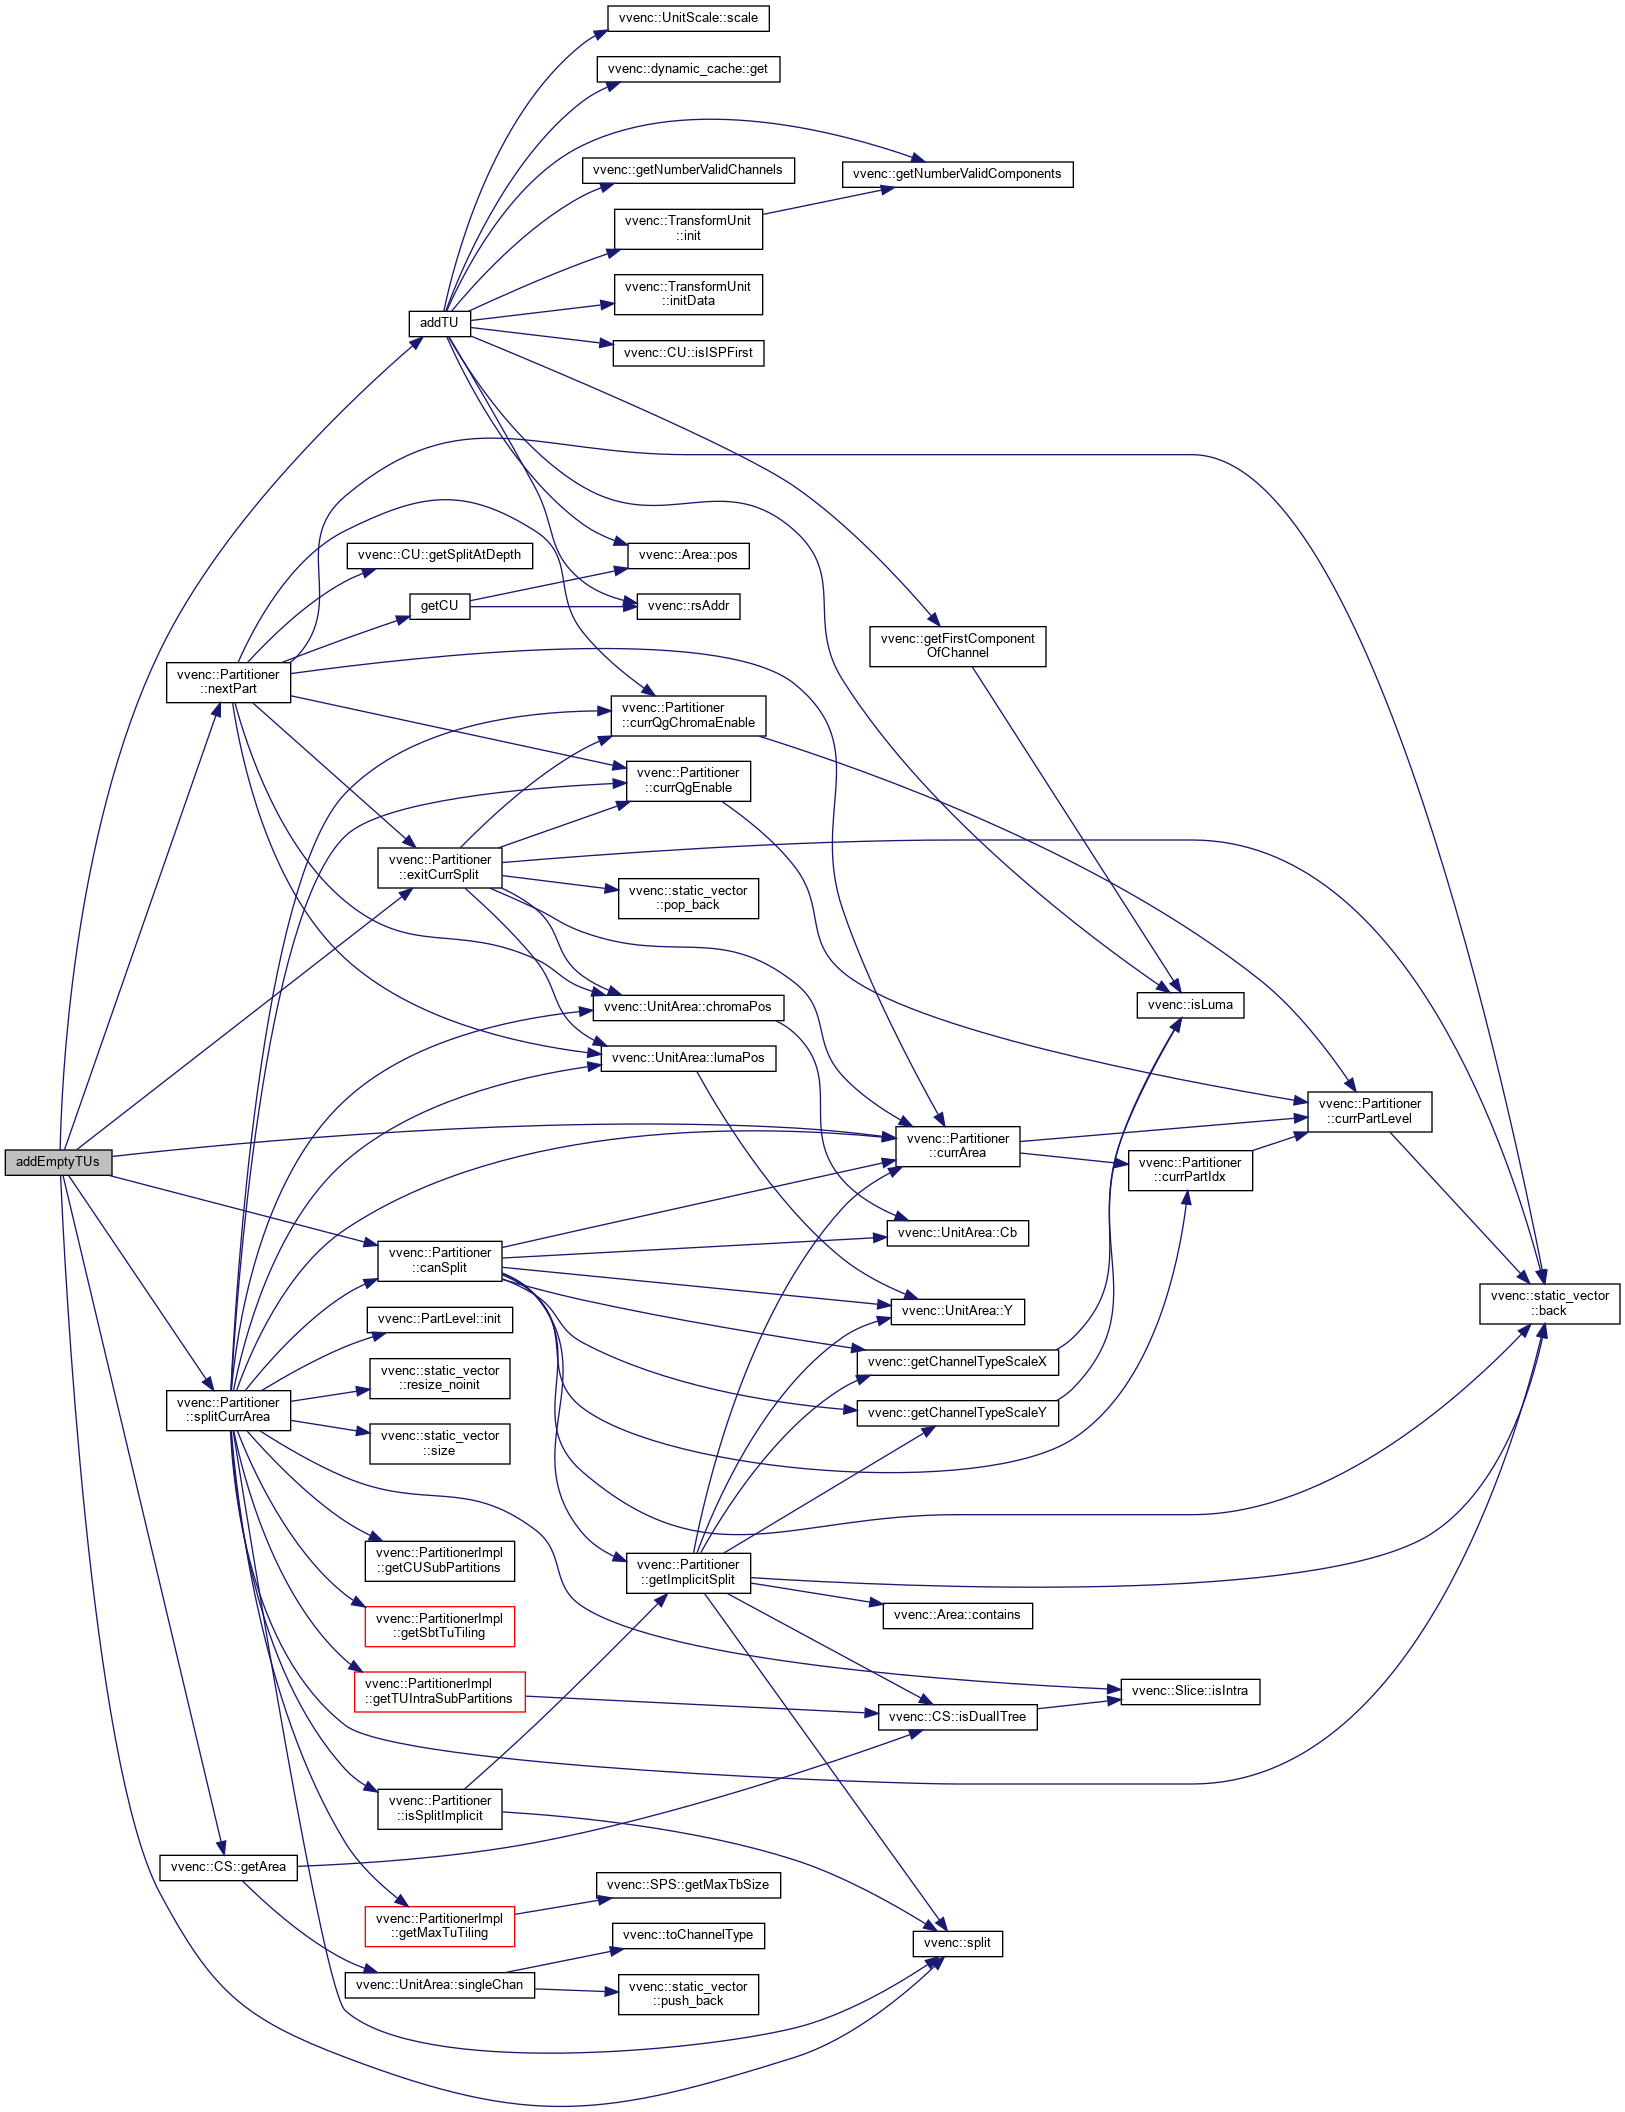 vvenc::UnitScale::scale
vvenc::dynamic_cache::get
vvenc::getNumberValidChannels
vvenc::getNumberValidComponents
vvenc::TransformUnit
::init
vvenc::TransformUnit
::initData
addTU
vvenc::CU::isISPFirst
vvenc::CU::getSplitAtDepth
vvenc::Area::pos
getCU
vvenc::rsAddr
vvenc::getFirstComponent
OfChannel
vvenc::Partitioner
::nextPart
vvenc::Partitioner
::currQgChromaEnable
vvenc::Partitioner
::currQgEnable
vvenc::Partitioner
::exitCurrSplit
vvenc::static_vector
::pop_back
vvenc::UnitArea::chromaPos
vvenc::isLuma
vvenc::UnitArea::lumaPos
vvenc::Partitioner
::currPartLevel
vvenc::Partitioner
::currArea
addEmptyTUs
vvenc::Partitioner
::currPartIdx
vvenc::UnitArea::Cb
vvenc::Partitioner
::canSplit
vvenc::UnitArea::Y
vvenc::static_vector
::back
vvenc::PartLevel::init
vvenc::getChannelTypeScaleX
vvenc::static_vector
::resize_noinit
vvenc::Partitioner
::splitCurrArea
vvenc::getChannelTypeScaleY
vvenc::static_vector
::size
vvenc::PartitionerImpl
::getCUSubPartitions
vvenc::Partitioner
::getImplicitSplit
vvenc::Area::contains
vvenc::PartitionerImpl
::getSbtTuTiling
vvenc::PartitionerImpl
::getTUIntraSubPartitions
vvenc::Slice::isIntra
vvenc::CS::isDualITree
vvenc::Partitioner
::isSplitImplicit
vvenc::CS::getArea
vvenc::SPS::getMaxTbSize
vvenc::PartitionerImpl
::getMaxTuTiling
vvenc::toChannelType
vvenc::split
vvenc::UnitArea::singleChan
vvenc::static_vector
::push_back